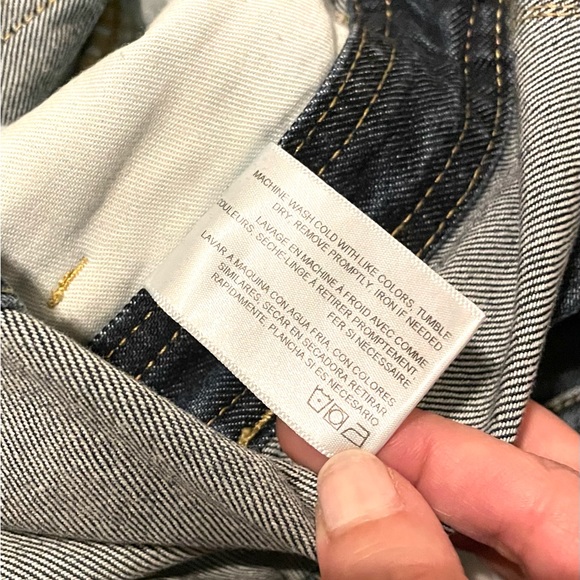 MACHINE WASH COLD WITH LIKE COLORS, TUMBLE
DRY. REMOVE PROMPTLY. IRON IF NEEDED
LAVAGE EN MACHINE À FROID AVEC COMME
COULEURS, SÈCHE-LINGE À RETIRER PROMPTEMENT
FER SI NÉCESSAIRE
LAVAR A MAQUINA CON AGUA FRIA, CON COLORES
SIMILARES, SECAR EN SECADORA RETIRAR
RAPIDAMENTE, PLANCHA SI ES NECESARIO